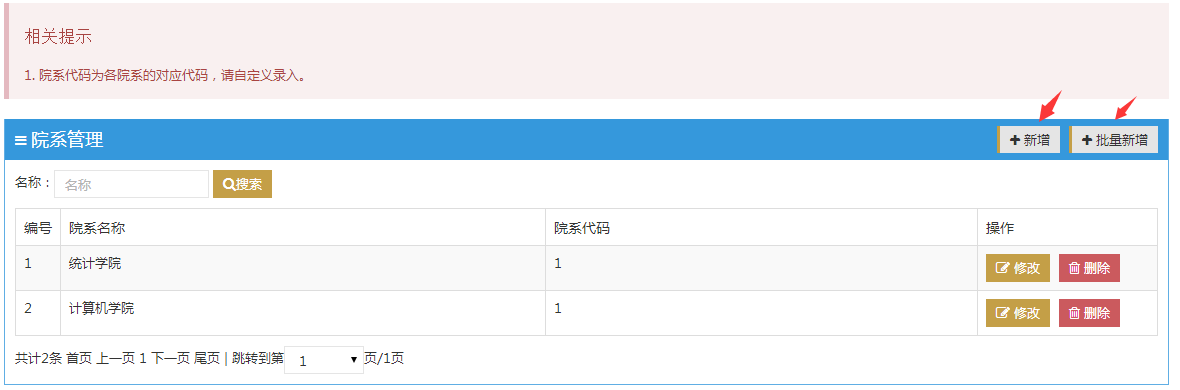 相关提示
1. 院系代码为各院系的对应代码，请自定义录入。
院系管理 新增 批量新增
名称： 名称 搜索
编号 院系名称 院系代码 操作
1 统计学院 1 修改 删除
2 计算机学院 1 修改 删除
共计2条 首页 上一页 1 下一页 尾页 | 跳转到第 1 页/1页